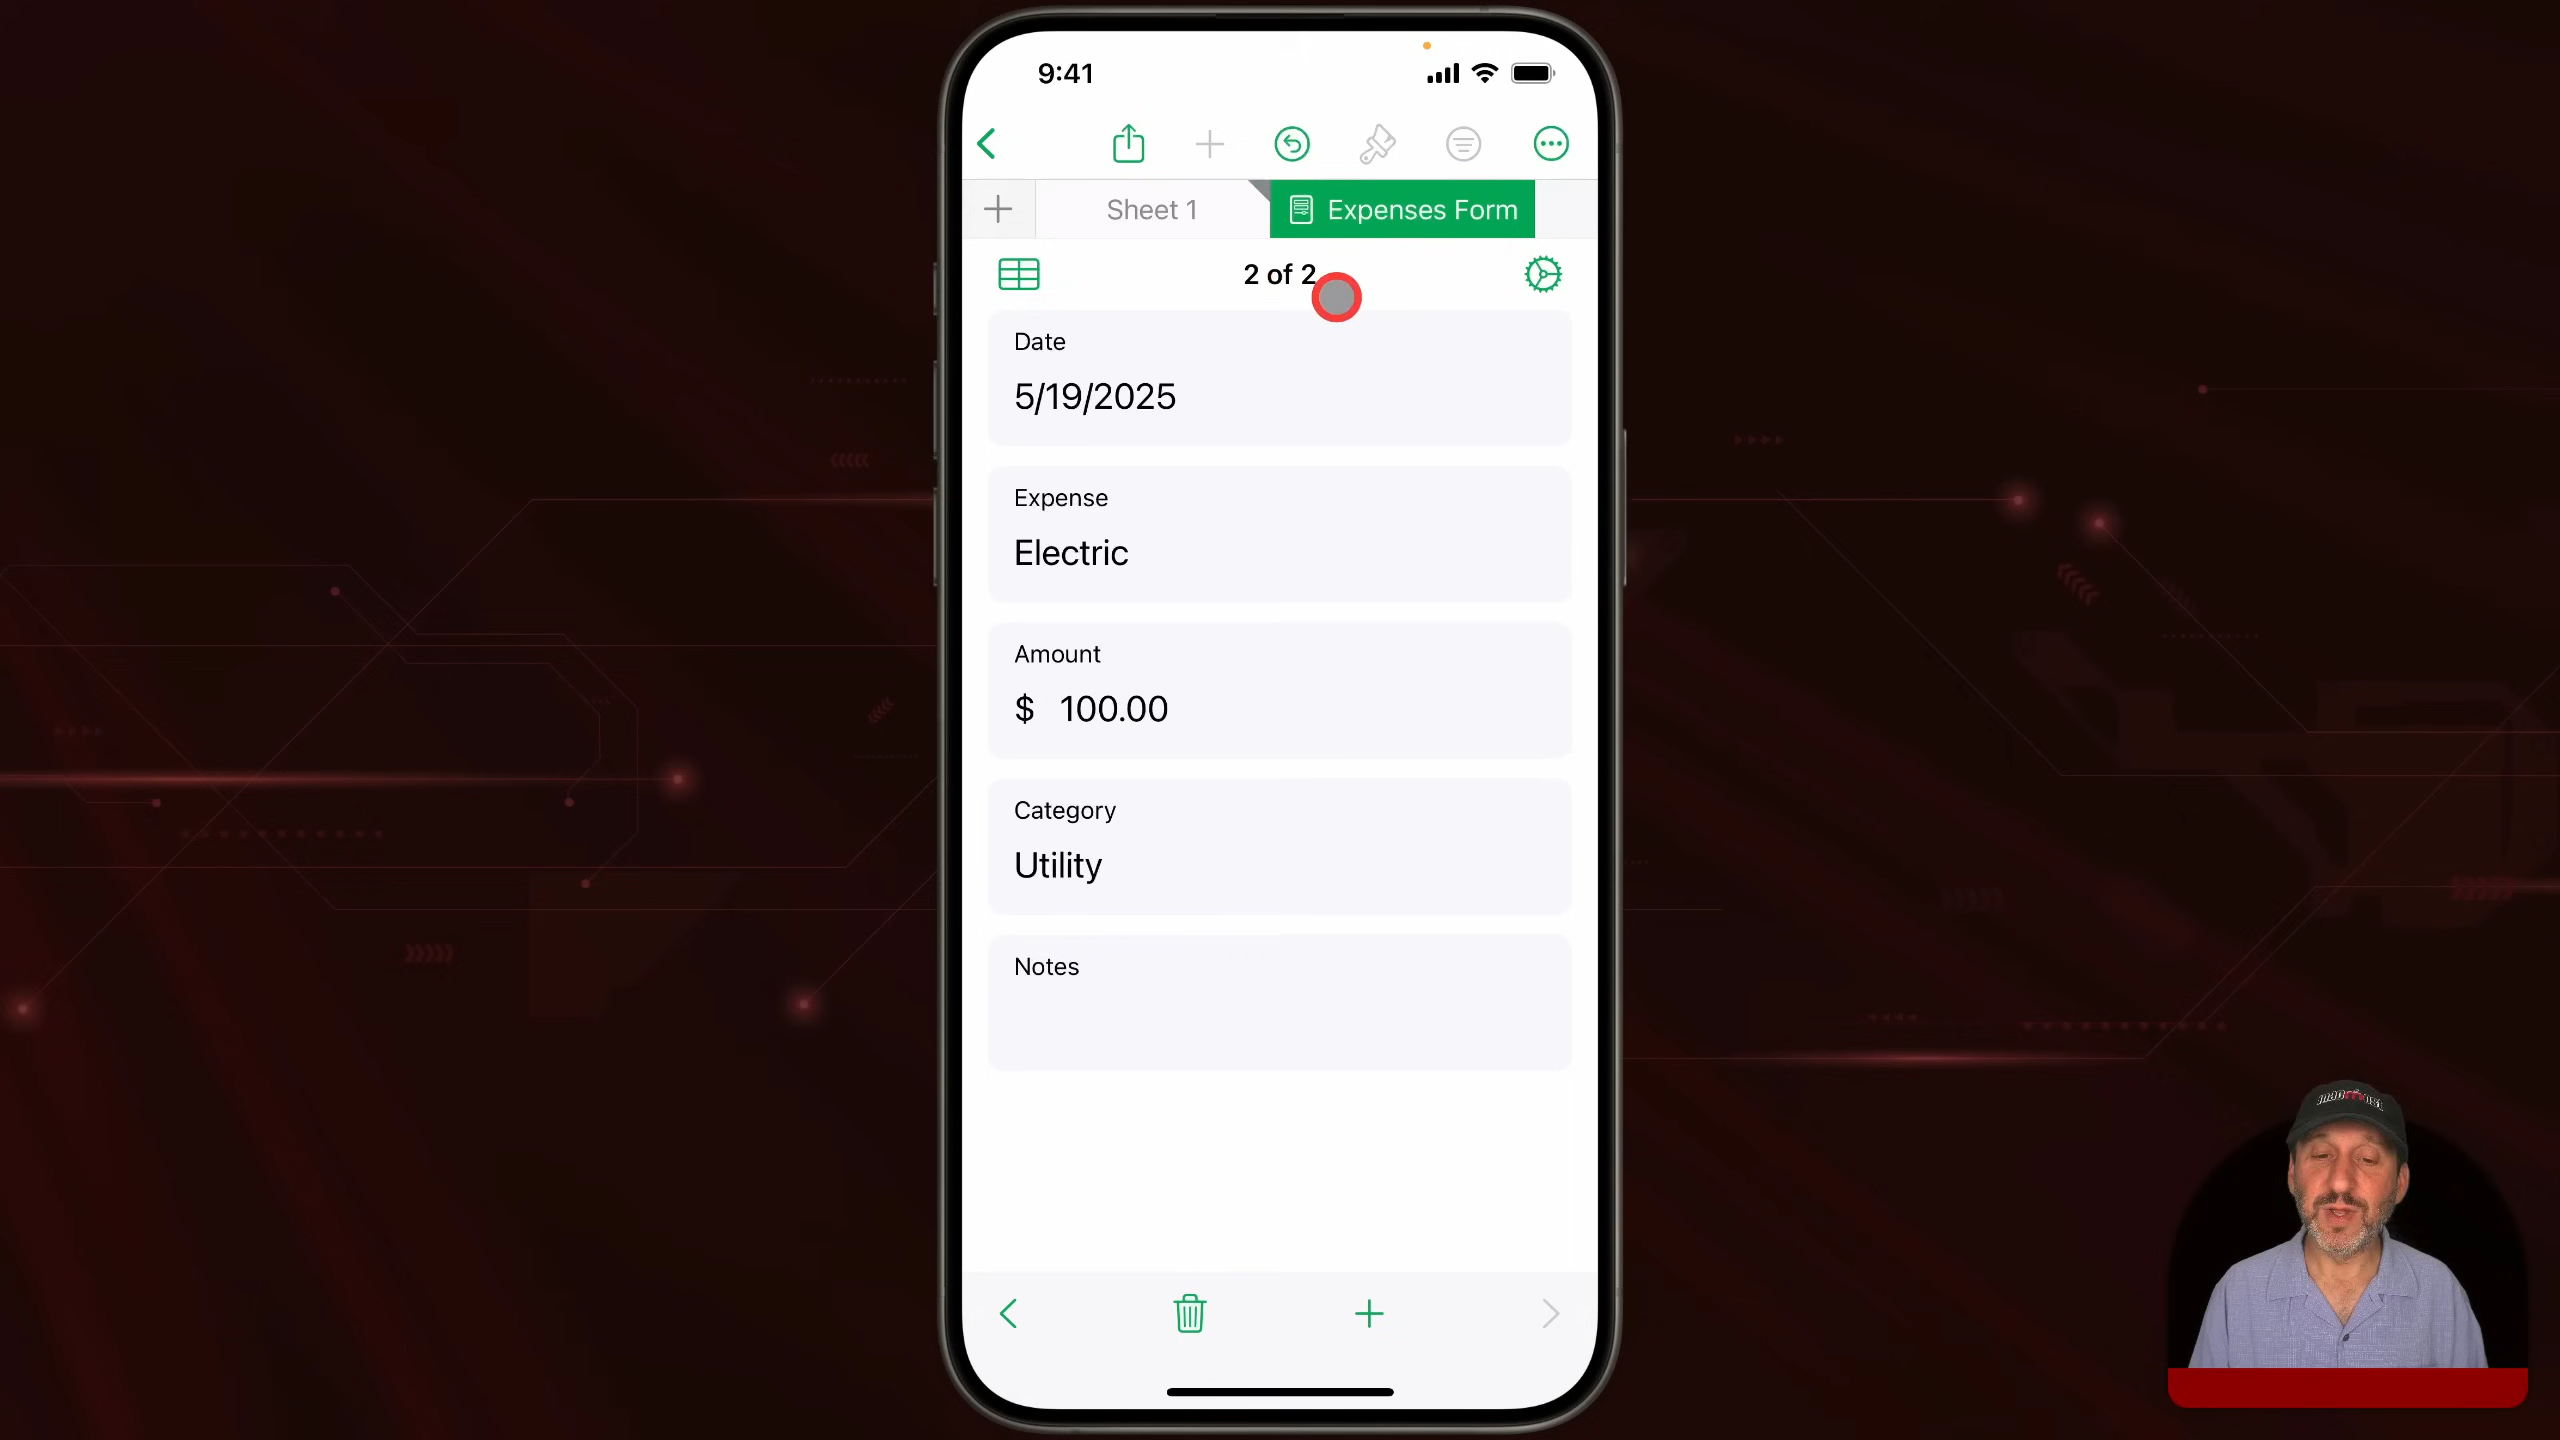 9:41
Sheet 1
Expenses Form
2 of 2
Date
5/19/2025
Expense
Electric
Amount
$ 100.00
Category
Utility
Notes